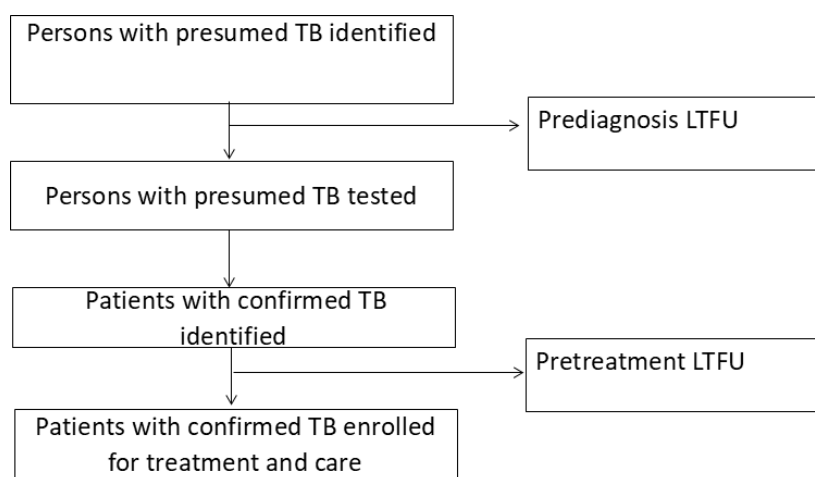 Persons with presumed TB identified
Prediagnosis LTFU
Persons with presumed TB tested
Patients with confirmed TB
identified
Pretreatment LTFU
Patients with confirmed TB enrolled
for treatment and care